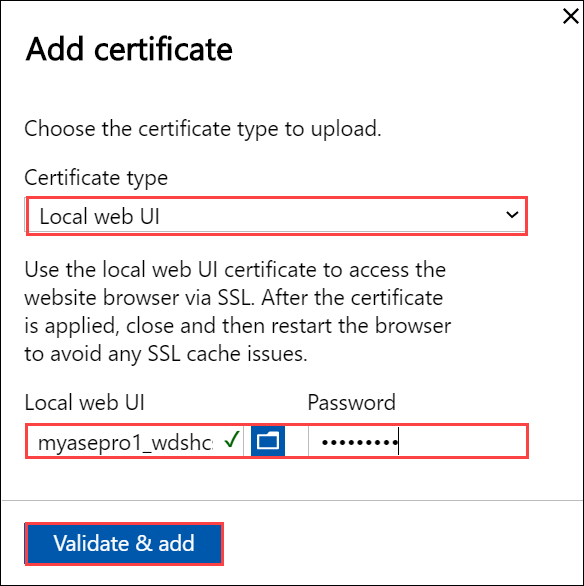 Add certificate
Choose the certificate type to upload.
Certificate type
Local web UI
Use the local web UI certificate to access the
website browser via SSL. After the certificate
is applied, close and then restart the browser
to avoid any SSL cache issues.
Local web UI Password
myasepro1_wdshc •••••••••
Validate & add